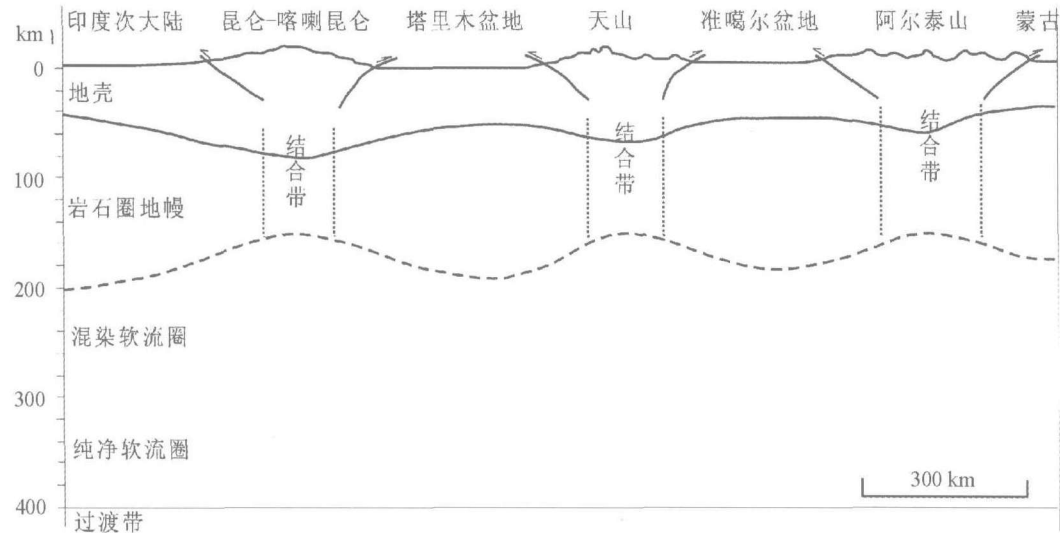 印度次大陆 昆仑-喀喇昆仑 塔里木盆地 天山 准噶尔盆地 阿尔泰山 蒙古
km
0
地壳
结合带 结合带 结合带
100
岩石圈地幔
200
混染软流圈
300
纯净软流圈
300 km
400
过渡带